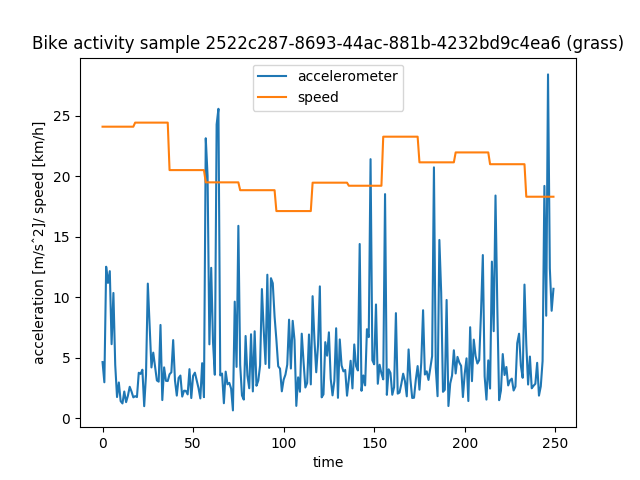 Bike activity sample 2522c287-8693-44ac-881b-4232bd9c4ea6 (grass)
accelerometer
speed
acceleration [m/s^2]/ speed [km/h]
25
20
15
10
5
0
0
50
100
150
200
250
time